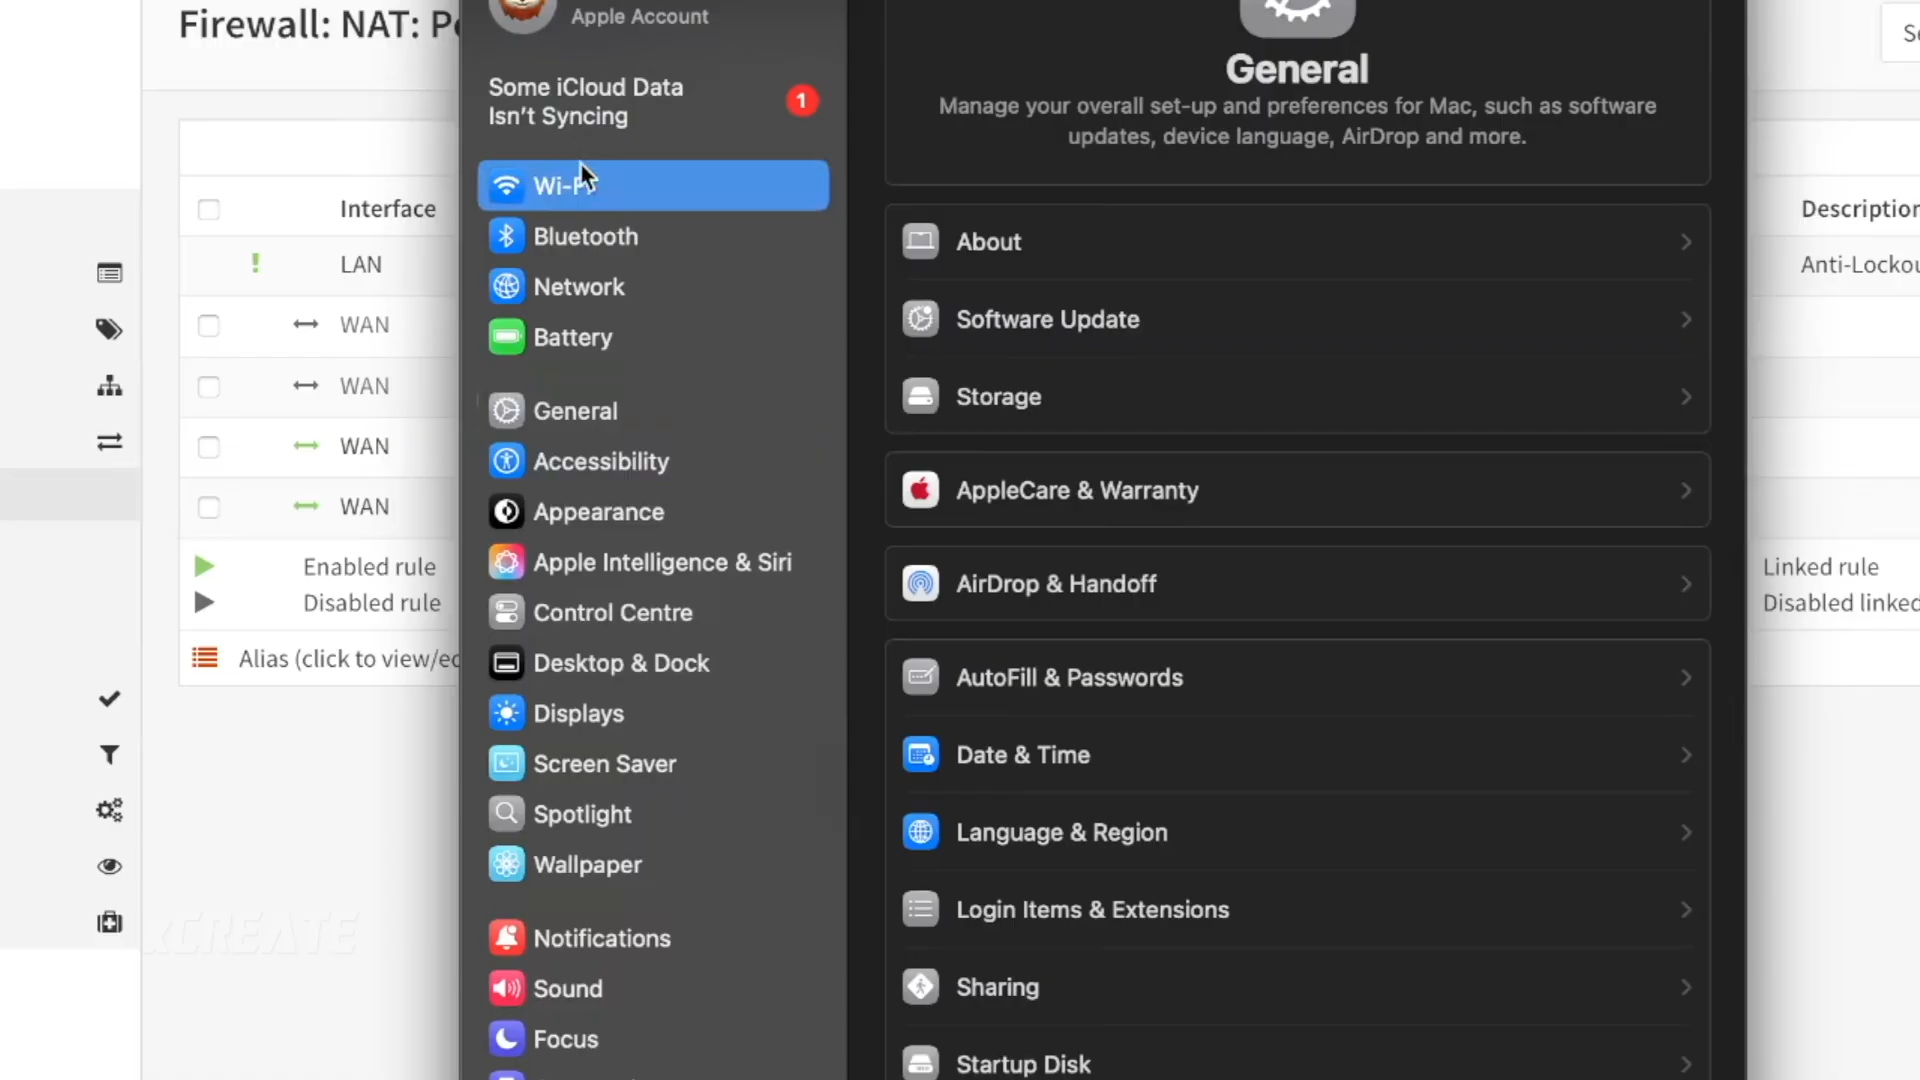 Firewall: NAT: P
Interface
LAN
WAN
WAN
WAN
WAN
Enabled rule
Disabled rule
Alias (click to view/e
Apple Account
Some iCloud Data
Isn't Syncing
1
Wi-Fi
Bluetooth
Network
Battery
General
Accessibility
Appearance
Apple Intelligence & Siri
Control Centre
Desktop & Dock
Displays
Screen Saver
Spotlight
Wallpaper
Notifications
Sound
Focus
General
Manage your overall set-up and preferences for Mac, such as software
updates, device language, AirDrop and more.
About
Software Update
Storage
AppleCare & Warranty
AirDrop & Handoff
AutoFill & Passwords
Date & Time
Language & Region
Login Items & Extensions
Sharing
Startup Disk
Description
Anti-Lockou
Linked rule
Disabled linked
CREATE